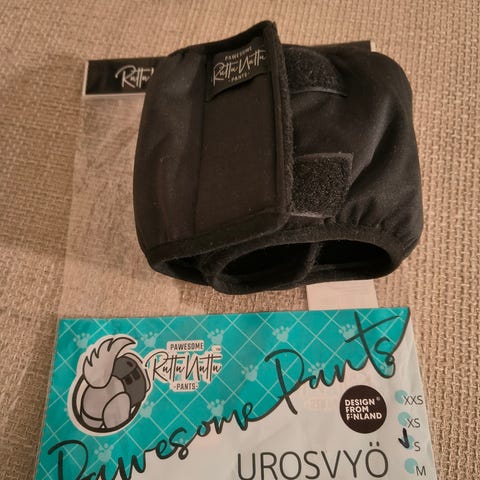 PAWESOME
RuttuNuttu
-PANTS-
RuttuNuttu
PAWESOME
RuttuNuttu
-PANTS-
Pawesome Pants
DESIGN
FROM
FINLAND
XXS
XS
S
M
UROSVYÖ